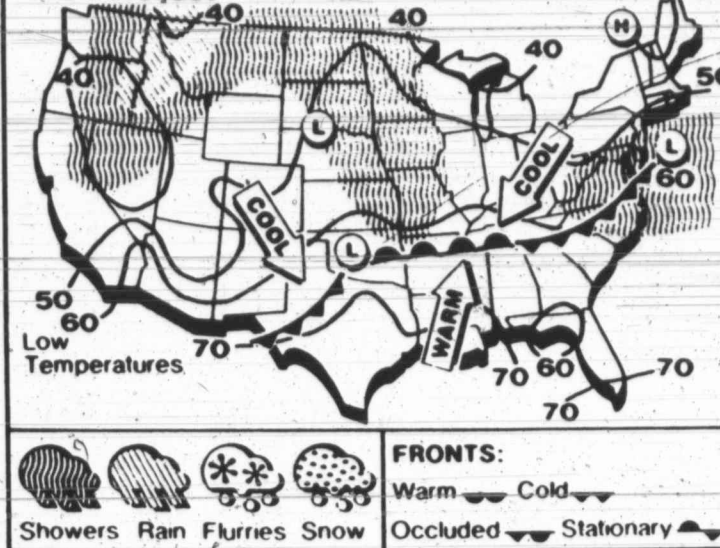 40 40
H
40
40
50
L
L
COOL
60
COOL
L
50
60
WARM
Low
Temperatures
70
70 60
70
70
FRONTS:
Warm Cold
Showers Rain Flurries Snow
Occluded Stationary